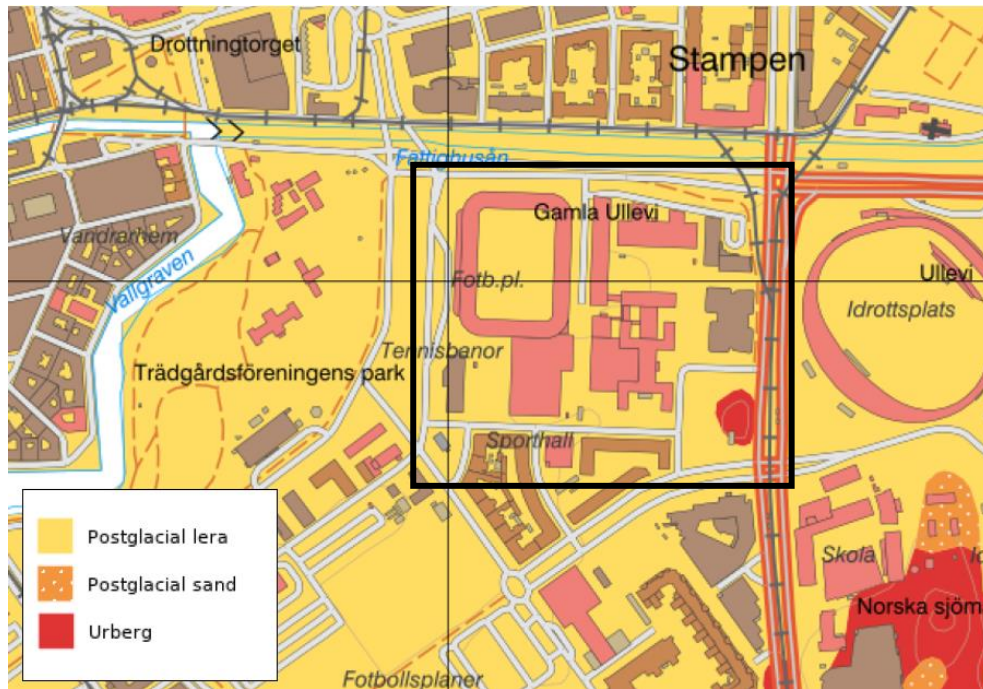 Drottningtorget
Stampen
Fattighusån
Gamla Ullevi
Vandrarhem
Vallgraven
Fotb.pl.
Ullevi
Idrottsplats
Tennisbanor
Trädgårdsföreningens park
Sporthall
Postglacial lera
Postglacial sand
Urberg
Skola
Norska sjöm
Fotbollsplaner